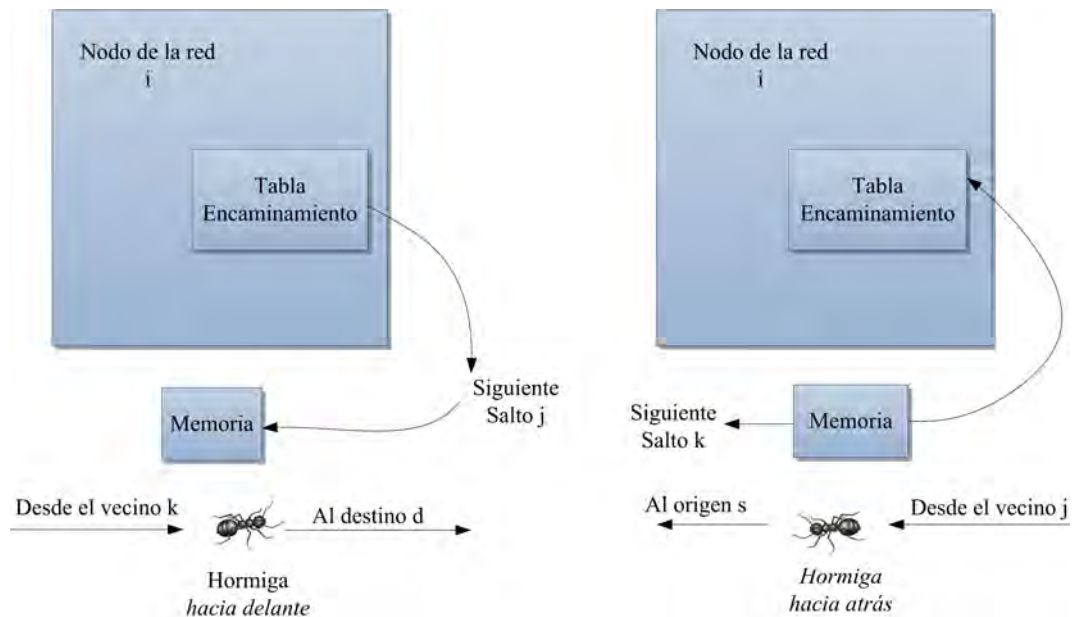 Nodo de la red
i
Tabla
Encaminamiento
Siguiente
Salto j
Memoria
Desde el vecino k
Al destino d
Hormiga
hacia delante
Nodo de la red
i
Tabla
Encaminamiento
Siguiente
Salto k
Memoria
Al origen s
Desde el vecino j
Hormiga
hacia atrás